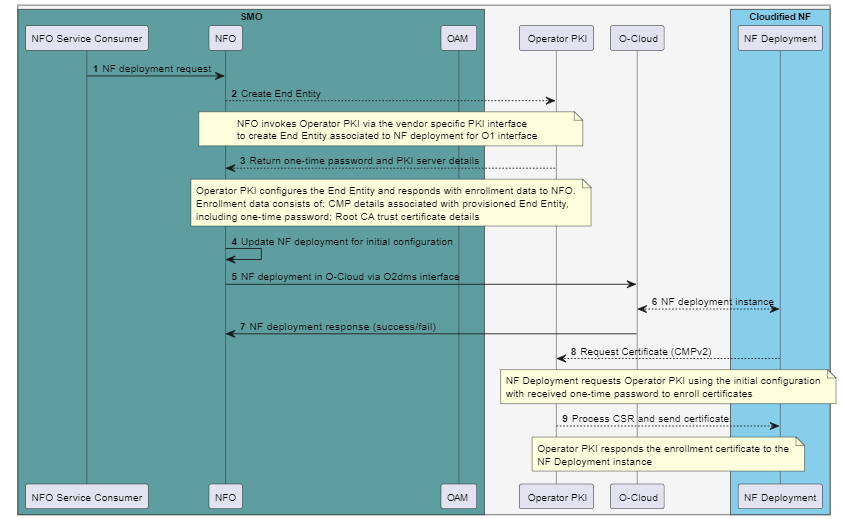 SMO
Cloudified NF
NFO Service Consumer
NFO
OAM
Operator PKI
O-Cloud
NF Deployment
1 NF deployment request
2 Create End Entity
NFO invokes Operator PKI via the vendor specific PKI interface
to create End Entity associated to NF deployment for O1 interface
3 Return one-time password and PKI server details
Operator PKI configures the End Entity and responds with enrollment data to NFO.
Enrollment data consists of: CMP details associated with provisioned End Entity,
including one-time password; Root CA trust certificate details
4 Update NF deployment for initial configuration
5 NF deployment in O-Cloud via O2dms interface
6 NF deployment instance
7 NF deployment response (success/fail)
8 Request Certificate (CMPv2)
NF Deployment requests Operator PKI using the initial configuration
with received one-time password to enroll certificates
9 Process CSR and send certificate
Operator PKI responds the enrollment certificate to the
NF Deployment instance
NFO Service Consumer
NFO
OAM
Operator PKI
O-Cloud
NF Deployment